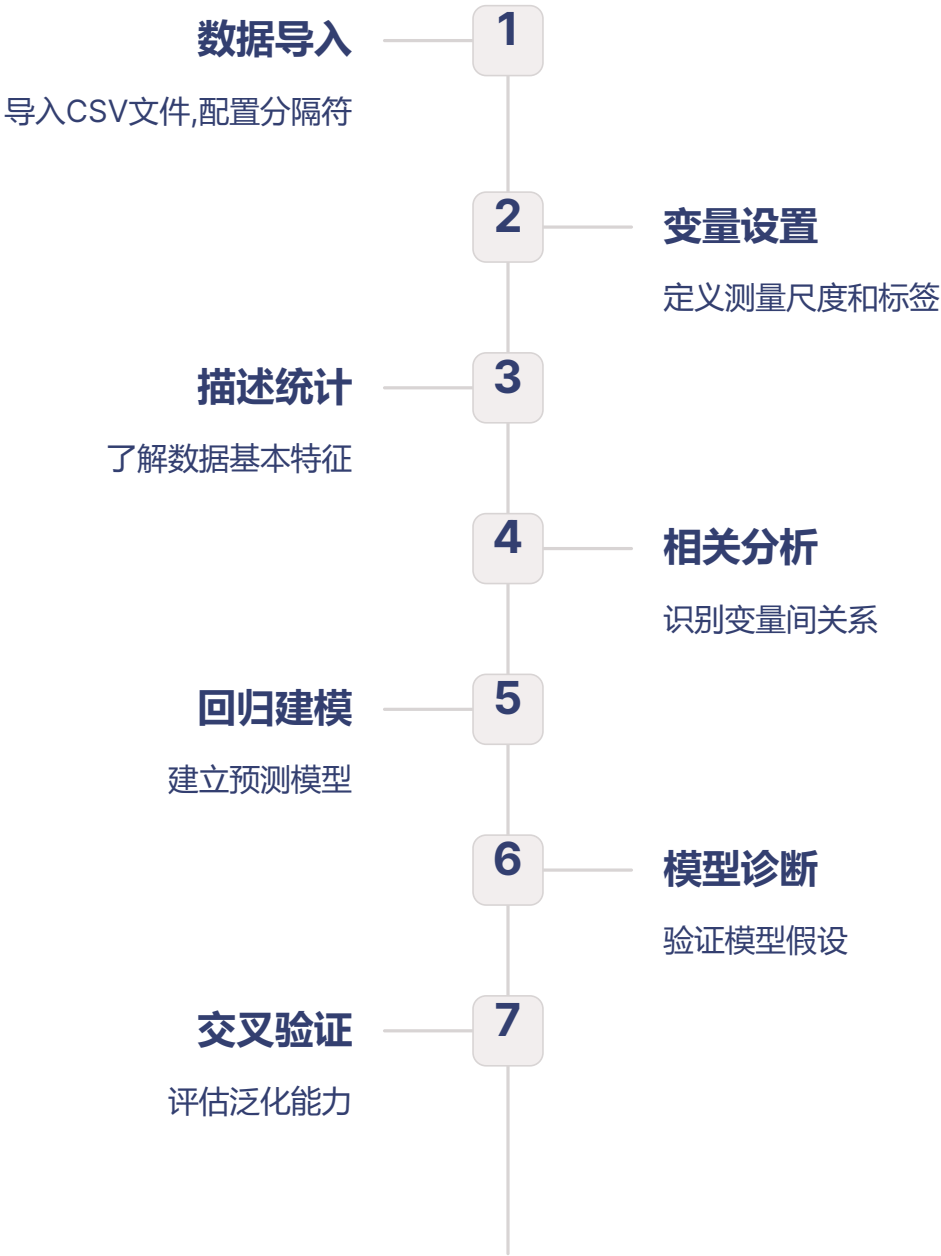 1
数据导入
导入CSV文件,配置分隔符
2
变量设置
定义测量尺度和标签
3
描述统计
了解数据基本特征
4
相关分析
识别变量间关系
5
回归建模
建立预测模型
6
模型诊断
验证模型假设
7
交叉验证
评估泛化能力